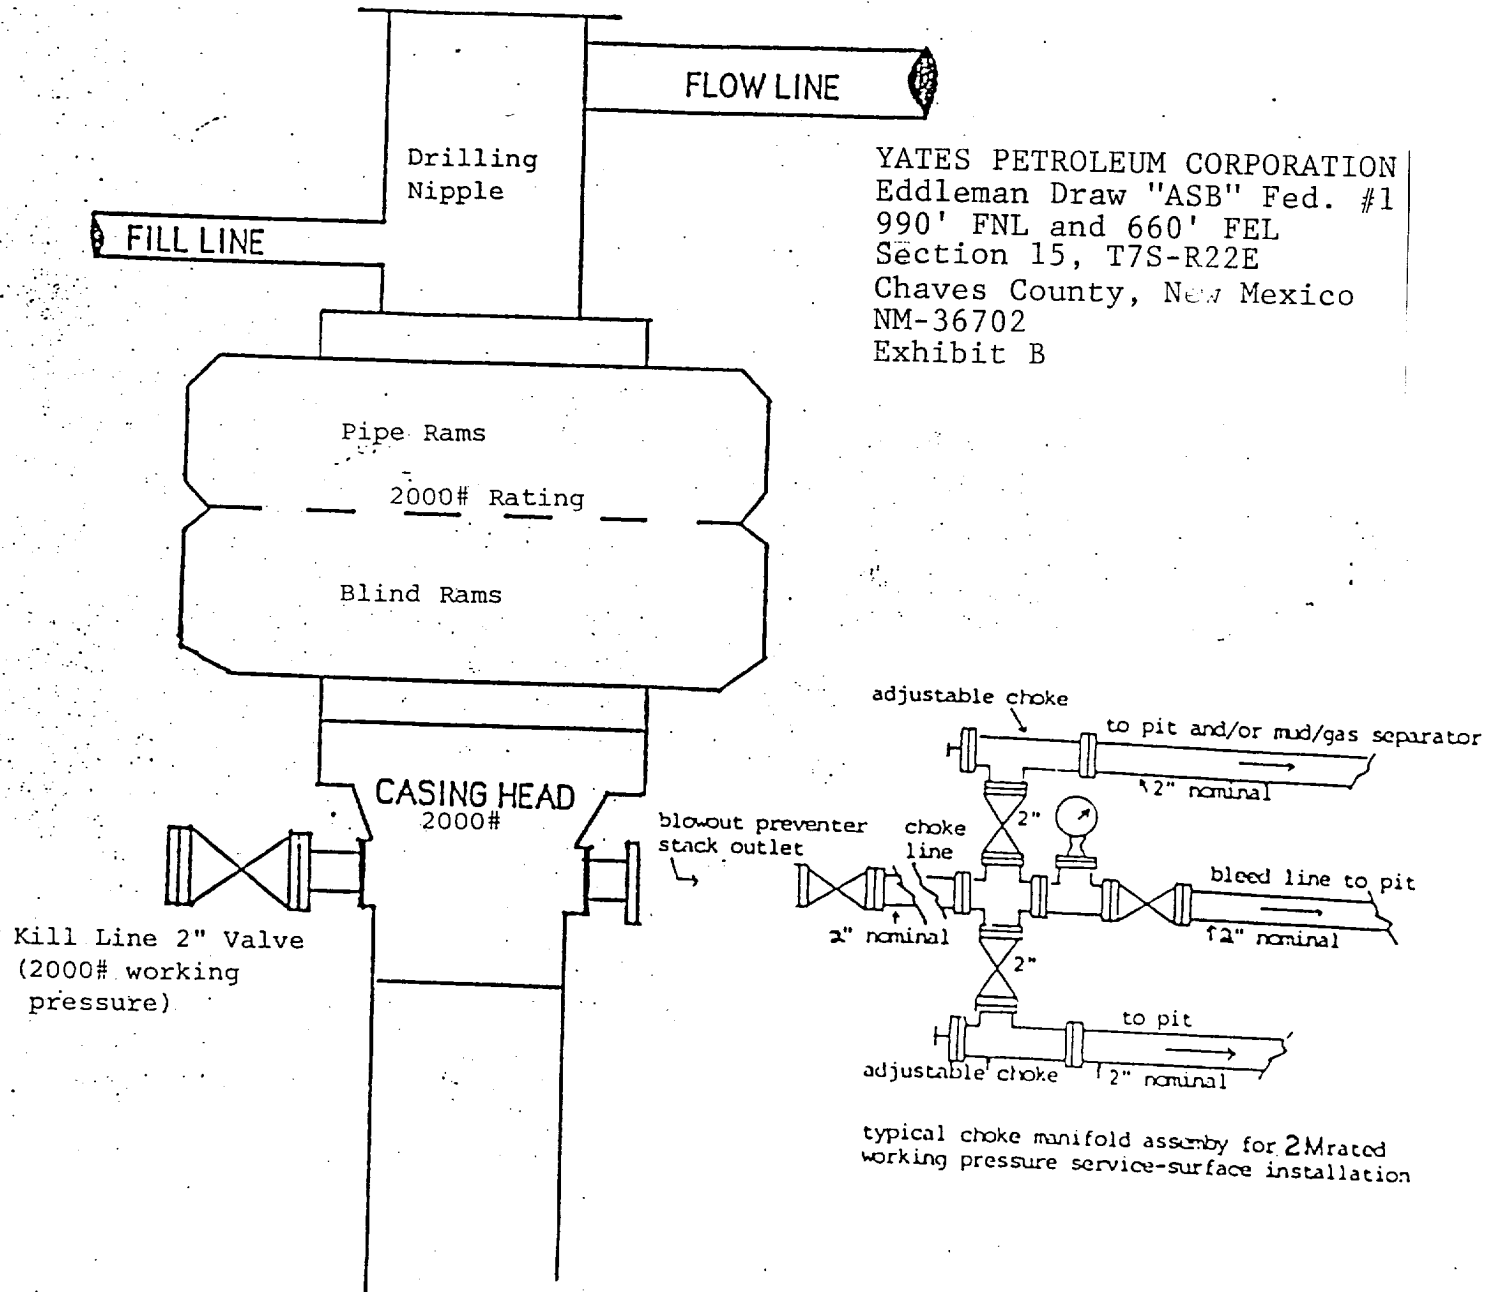 FLOW LINE
Drilling
Nipple
FILL LINE
YATES PETROLEUM CORPORATION
Eddleman Draw "ASB" Fed. #1
990' FNL and 660' FEL
Section 15, T7S-R22E
Chaves County, New Mexico
NM-36702
Exhibit B
Pipe Rams
2000# Rating
Blind Rams
CASING HEAD
2000#
Kill Line 2" Valve
(2000# working
pressure)
adjustable choke
to pit and/or mud/gas separator
2" nominal
2"
blowout preventer
stack outlet
choke
line
bleed line to pit
2" nominal
2" nominal
2"
to pit
adjustable choke
2" nominal
typical choke manifold assemby for 2M rated
working pressure service-surface installation